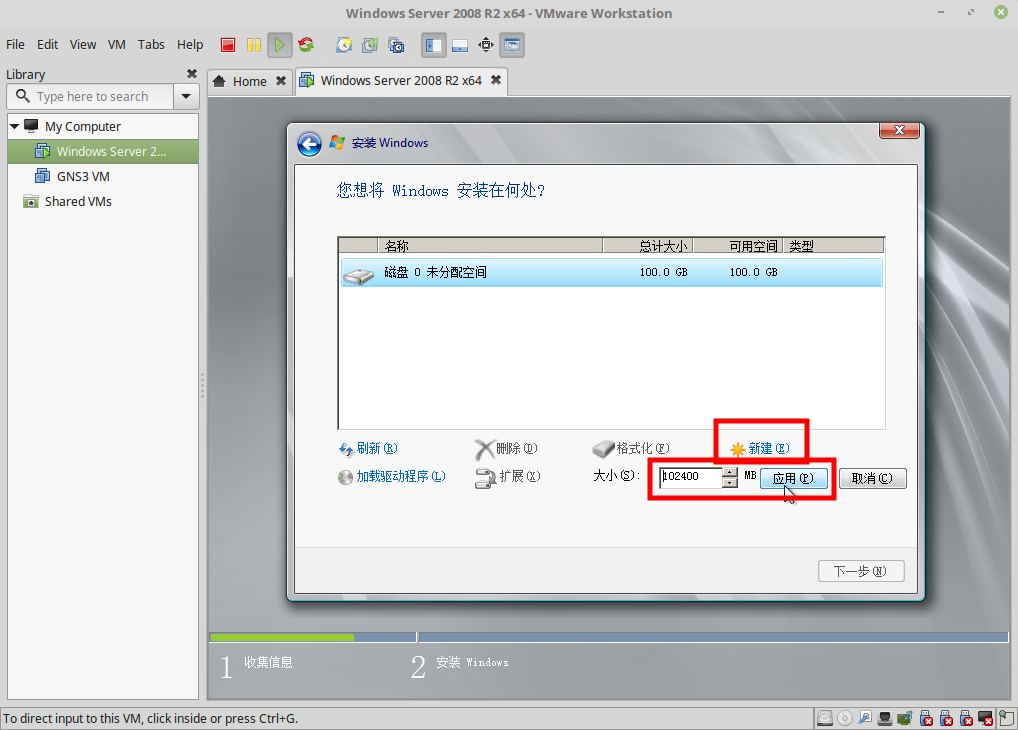 Windows Server 2008 R2 x64 - VMware Workstation
File Edit View VM Tabs Help
Library
Type here to search
Home
Windows Server 2008 R2 x64
My Computer
Windows Server 2...
GNS3 VM
Shared VMs
安装 Windows
您想将 Windows 安装在何处?
名称 总计大小 可用空间 类型
磁盘 0 未分配空间 100.0 GB 100.0 GB
刷新(R) 删除(D) 格式化(F) 新建(E)
加载驱动程序(L) 扩展(X) 大小(S): 102400 MB 应用(P) 取消(C)
下一步(N)
1 收集信息 2 安装 Windows
To direct input to this VM, click inside or press Ctrl+G.